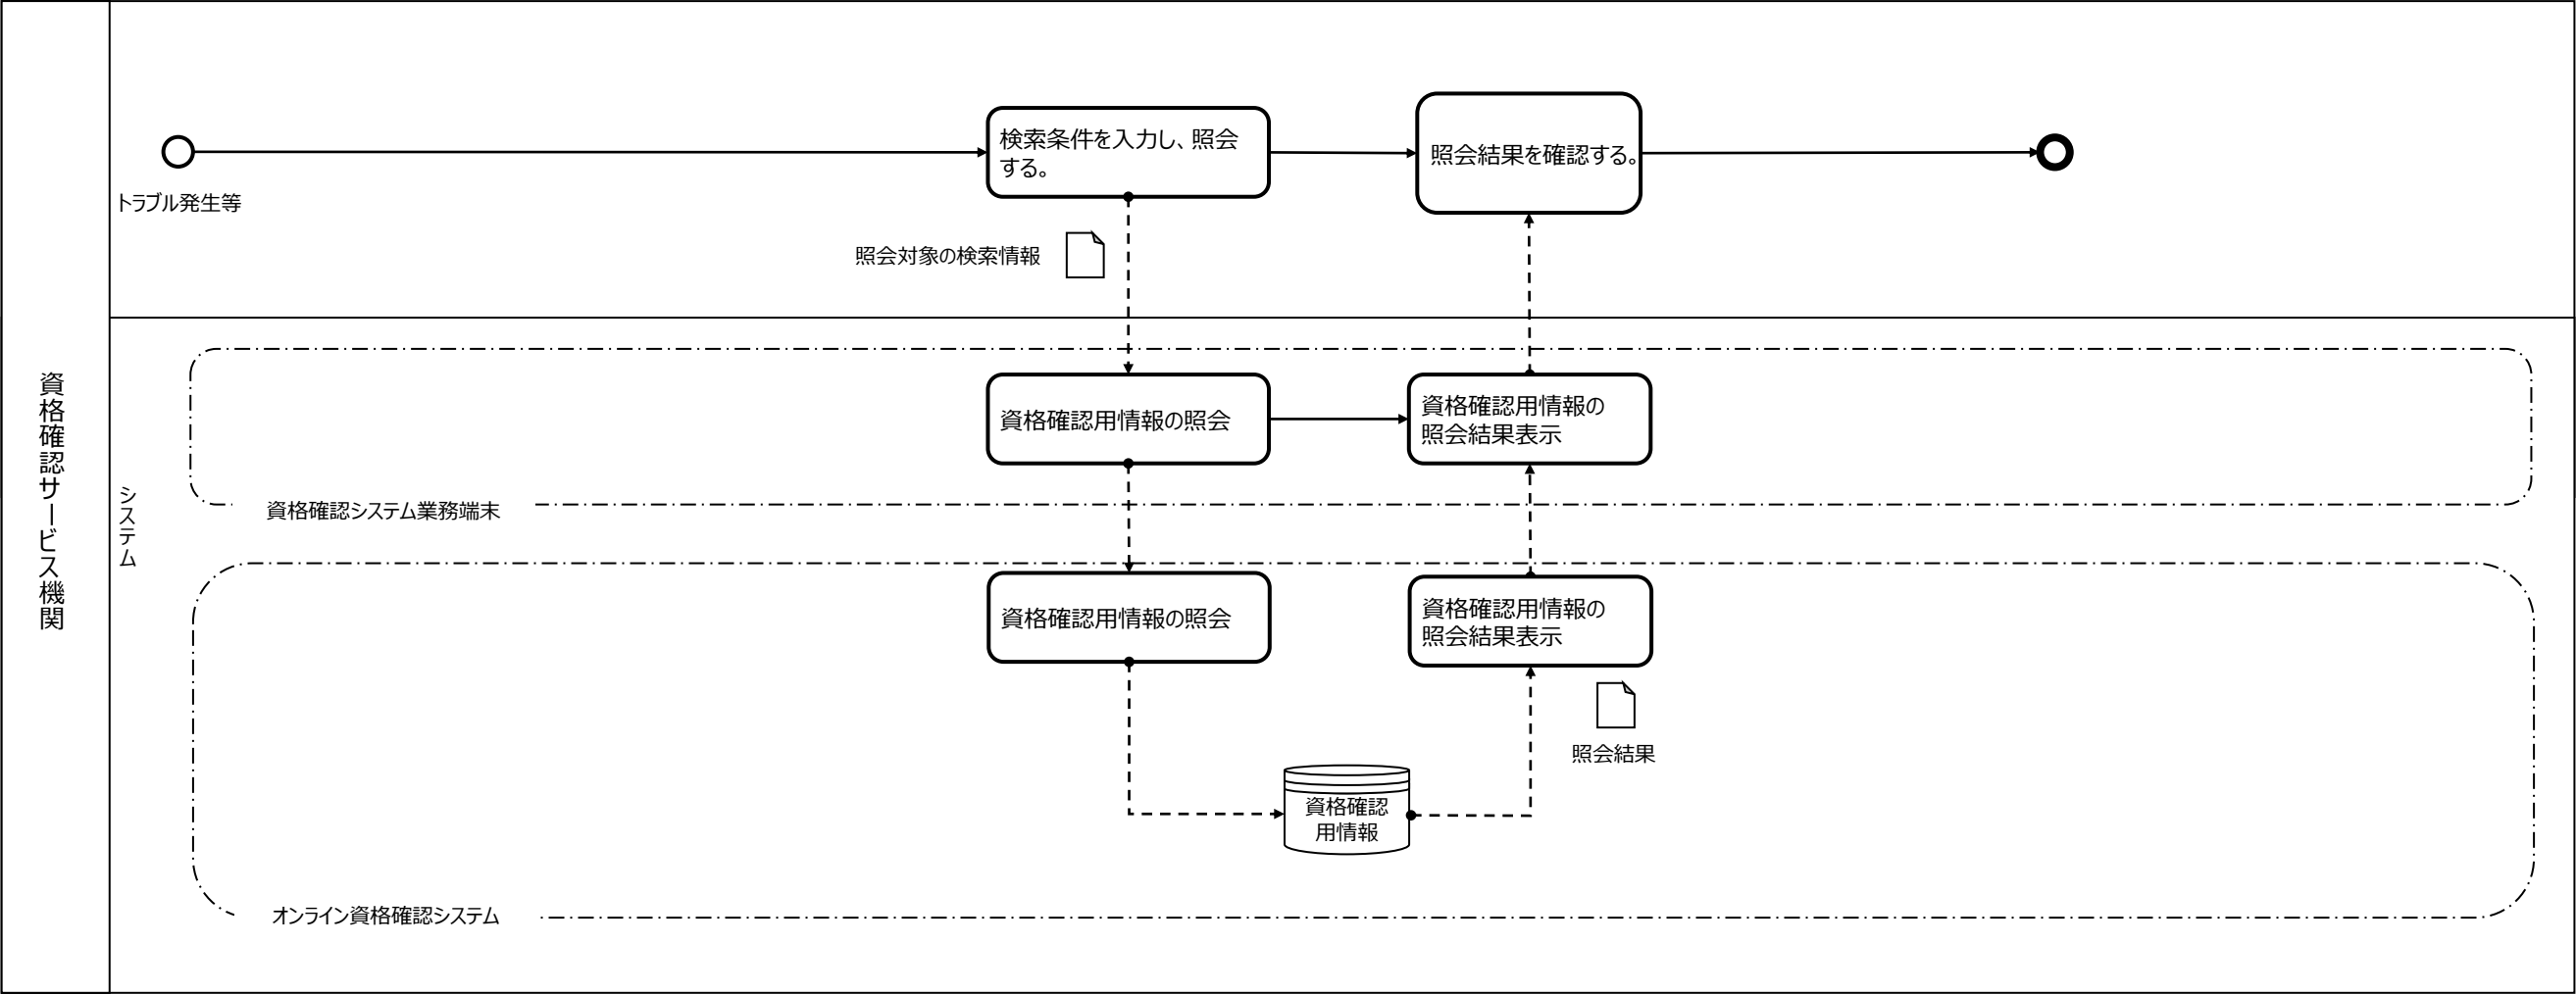 資格確認サービス機関
検索条件を入力し、照会
する。
照会結果を確認する。
トラブル発生等
照会対象の検索情報
システム
資格確認用情報の照会
資格確認用情報の
照会結果表示
資格確認システム業務端末
資格確認用情報の照会
資格確認用情報の
照会結果表示
照会結果
資格確認
用情報
オンライン資格確認システム